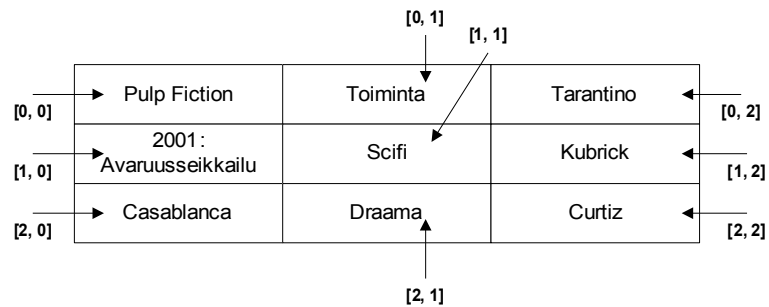 [0, 1]
[1, 1]
Pulp Fiction Toiminta Tarantino
[0, 0] [0, 2]
2001:
Avaruusseikkailu Scifi Kubrick
[1, 0] [1, 2]
Casablanca Draama Curtiz
[2, 0] [2, 2]
[2, 1]